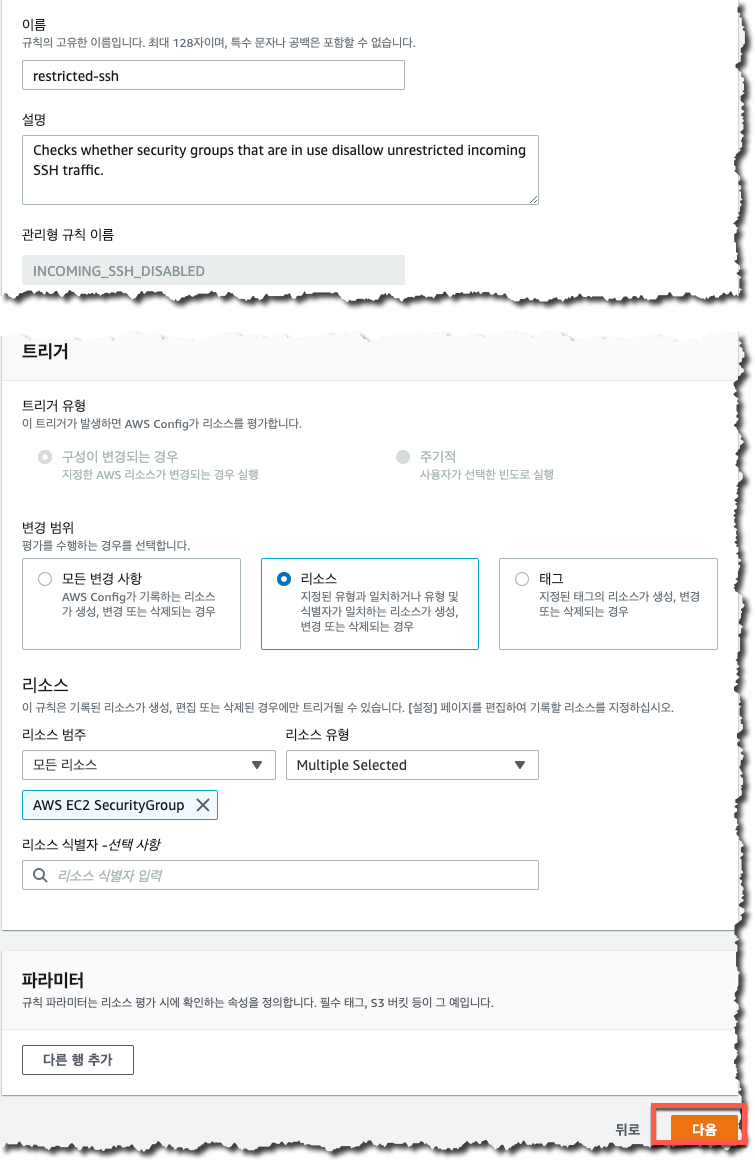 이름
규칙의 고유한 이름입니다. 최대 128자이며, 특수 문자나 공백은 포함할 수 없습니다.
restricted-ssh
설명
Checks whether security groups that are in use disallow unrestricted incoming
SSH traffic.
관리형 규칙 이름
INCOMING_SSH_DISABLED
트리거
트리거 유형
이 트리거가 발생하면 AWS Config가 리소스를 평가합니다.
구성이 변경되는 경우
지정한 AWS 리소스가 변경되는 경우 실행
주기적
사용자가 선택한 빈도로 실행
변경 범위
평가를 수행하는 경우를 선택합니다.
모든 변경 사항
AWS Config가 기록하는 리소스
가 생성, 변경 또는 삭제되는 경우
리소스
지정된 유형과 일치하거나 유형 및
식별자가 일치하는 리소스가 생성,
변경 또는 삭제되는 경우
태그
지정된 태그의 리소스가 생성, 변경
또는 삭제되는 경우
리소스
이 규칙은 기록된 리소스가 생성, 편집 또는 삭제된 경우에만 트리거될 수 있습니다. [설정] 페이지를 편집하여 기록할 리소스를 지정하십시오.
리소스 범주
리소스 유형
모든 리소스
Multiple Selected
AWS EC2 SecurityGroup
리소스 식별자 -선택 사항
리소스 식별자 입력
파라미터
규칙 파라미터는 리소스 평가 시에 확인하는 속성을 정의합니다. 필수 태그, S3 버킷 등이 그 예입니다.
다른 행 추가
뒤로
다음